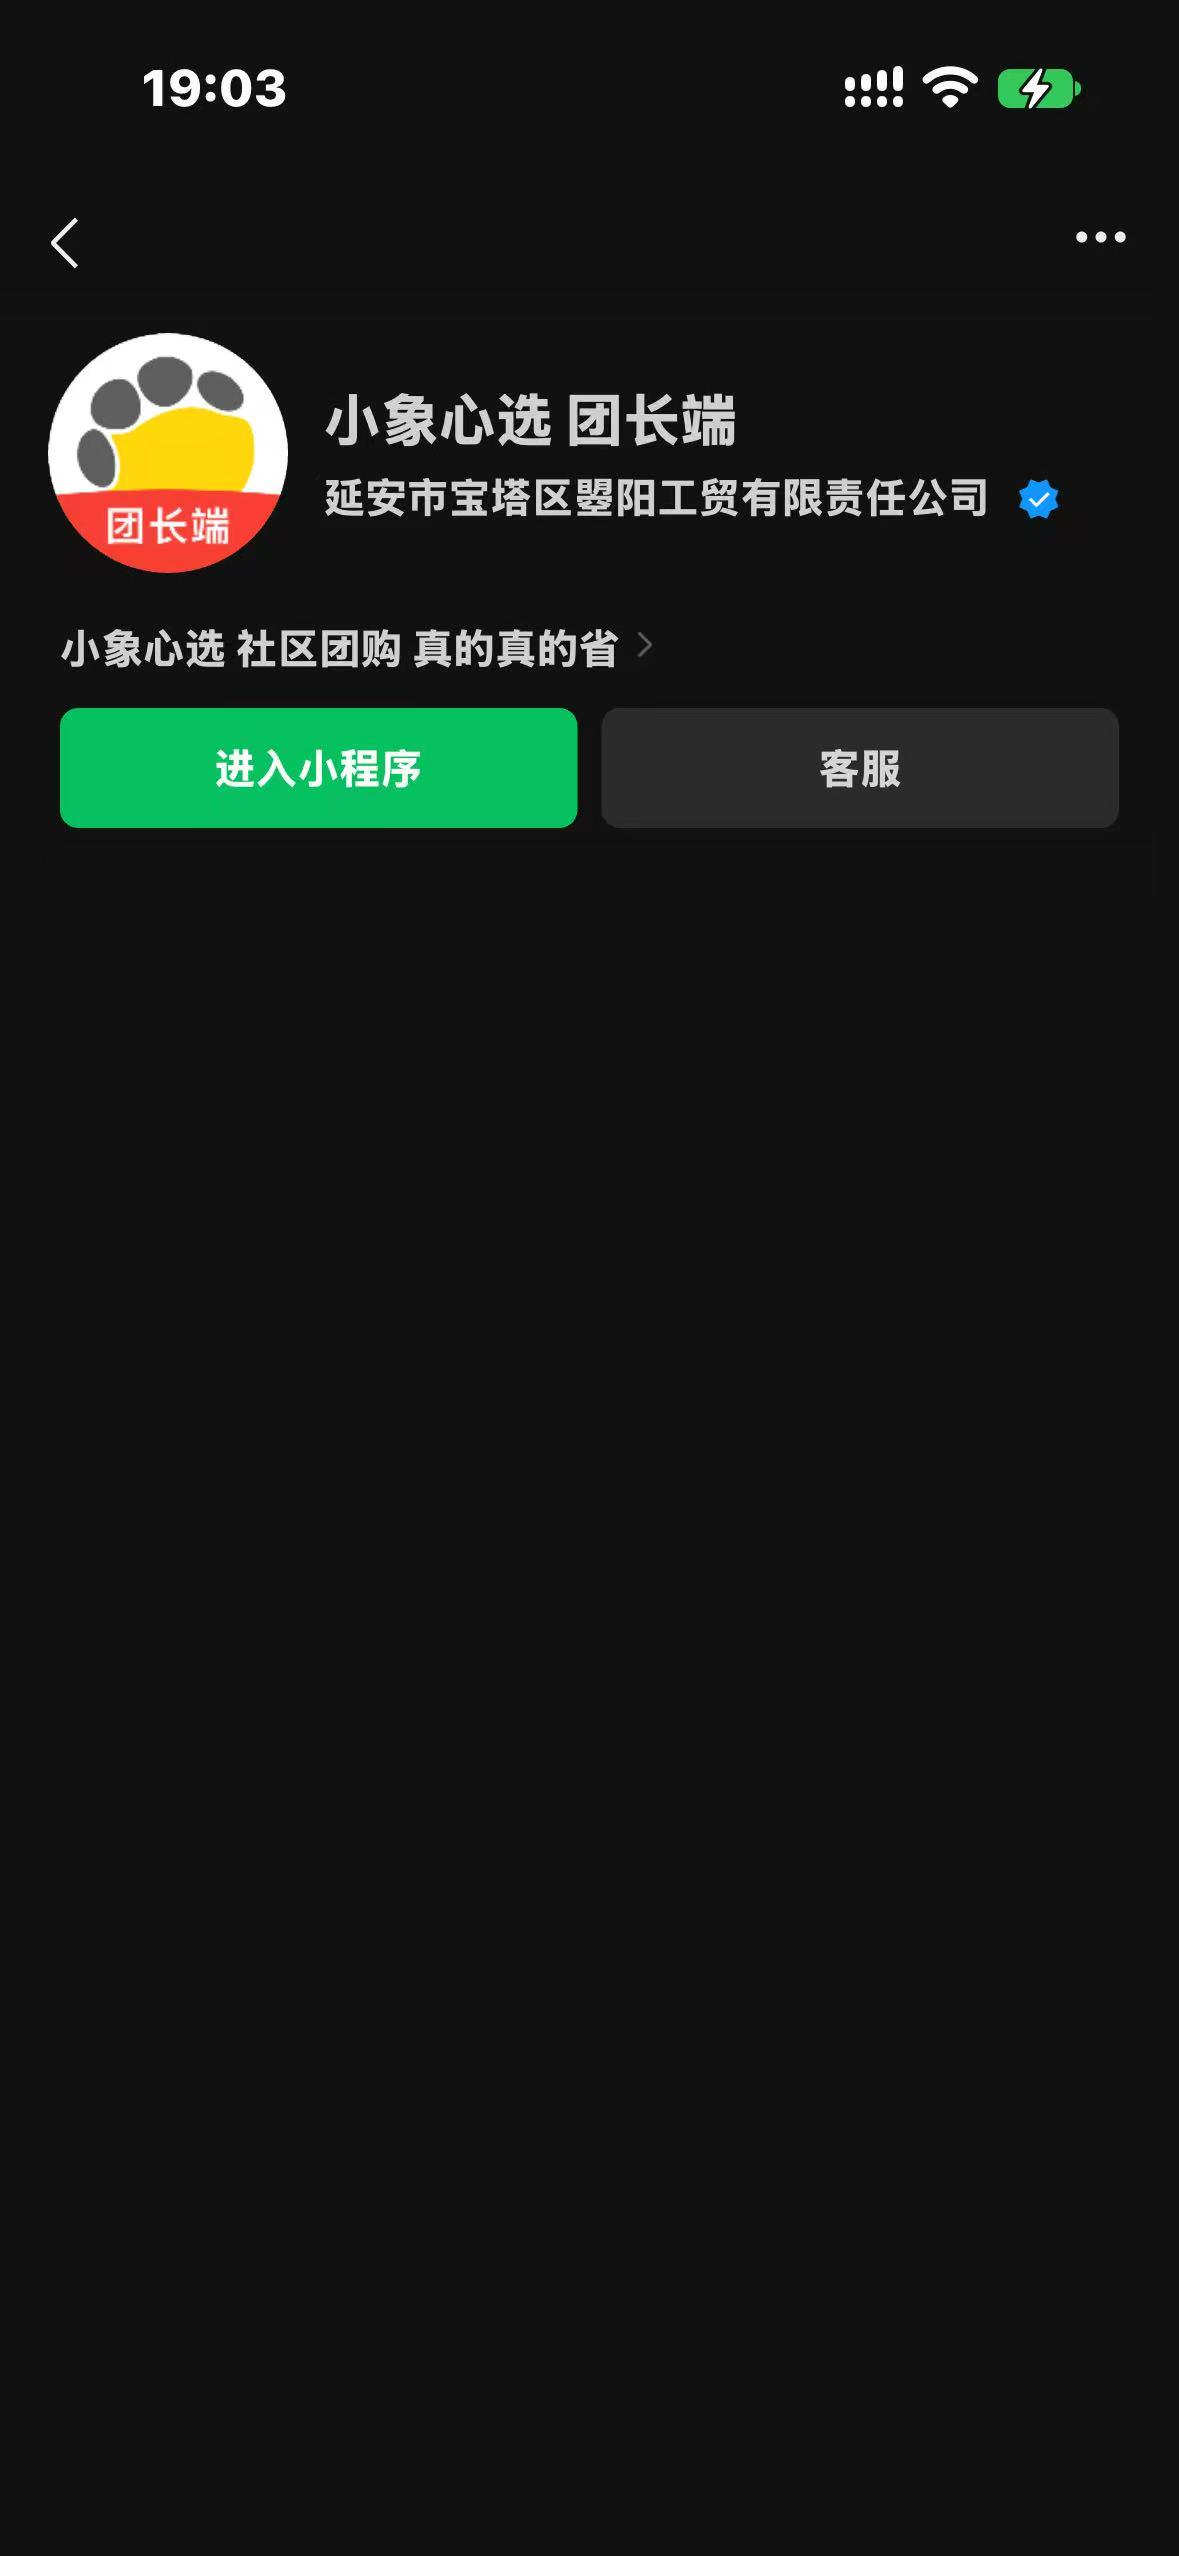 19:03
团长端
小象心选 团长端
延安市宝塔区曌阳工贸有限责任公司
小象心选 社区团购 真的真的省
进入小程序
客服